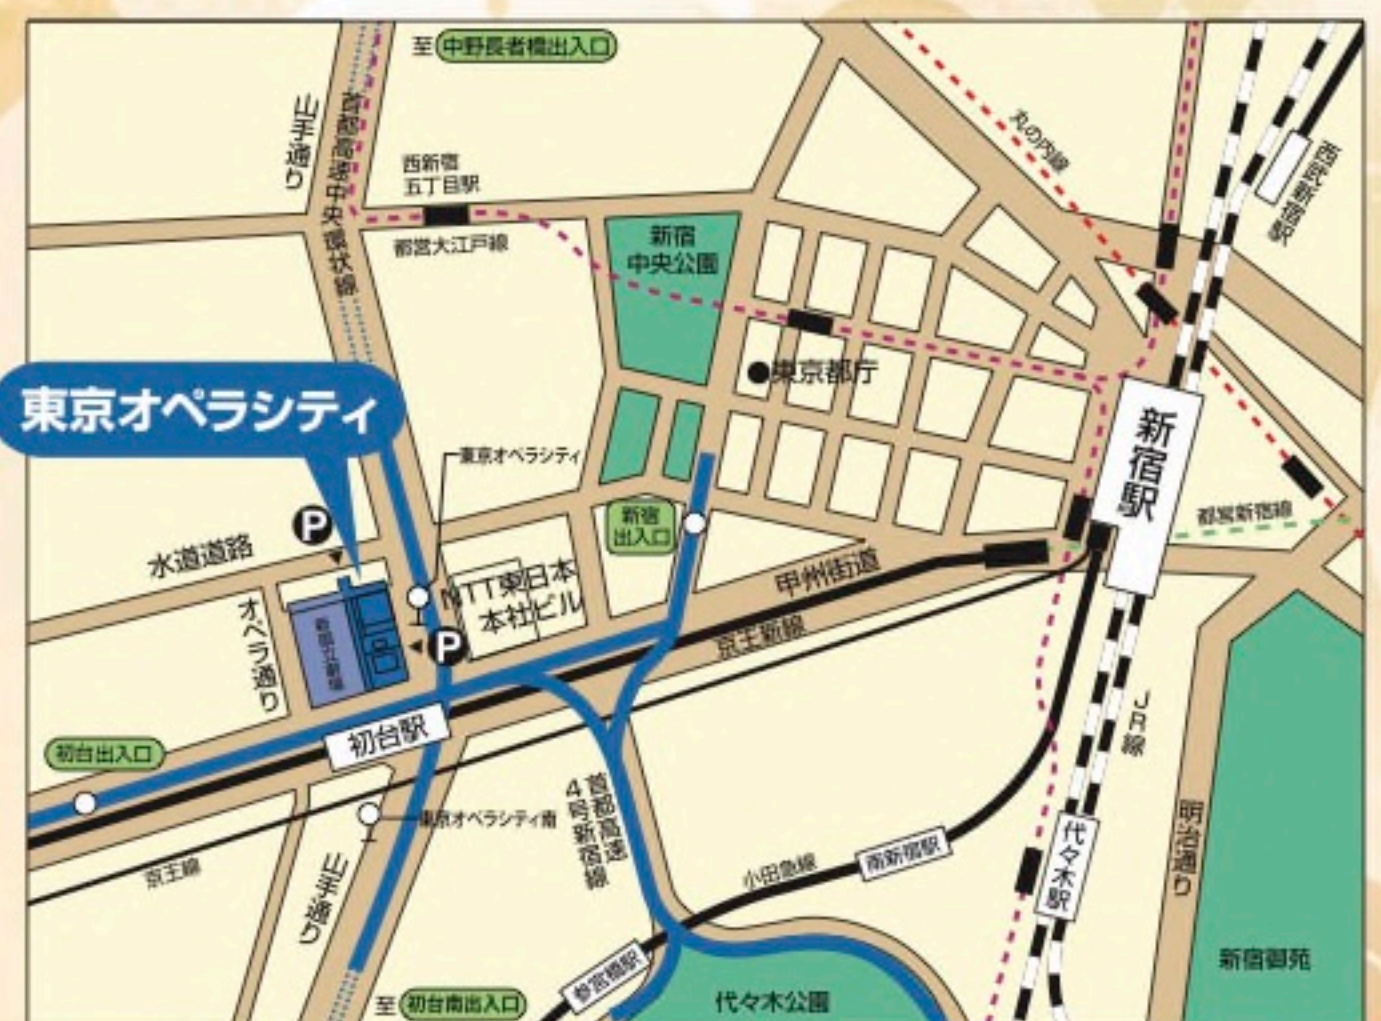 至 中野長者橋出入口
山手通り
首都高速中央環状線
西新宿
五丁目駅
都営大江戸線
新宿
中央公園
丸の内線
西武新宿駅
東京都庁
東京オペラシティ
東京オペラシティ
P
水道道路
新宿
出入口
新宿駅
都営新宿線
甲州街道
京王新線
NTT東日本
本社ビル
オペラ通り
新国立劇場
P
初台駅
初台出入口
京王線
東京オペラシティ南
山手通り
首都高速
4号新宿線
小田急線
南新宿駅
JR線
代々木駅
明治通り
新宿御苑
参宮橋駅
代々木公園
至 初台南出入口